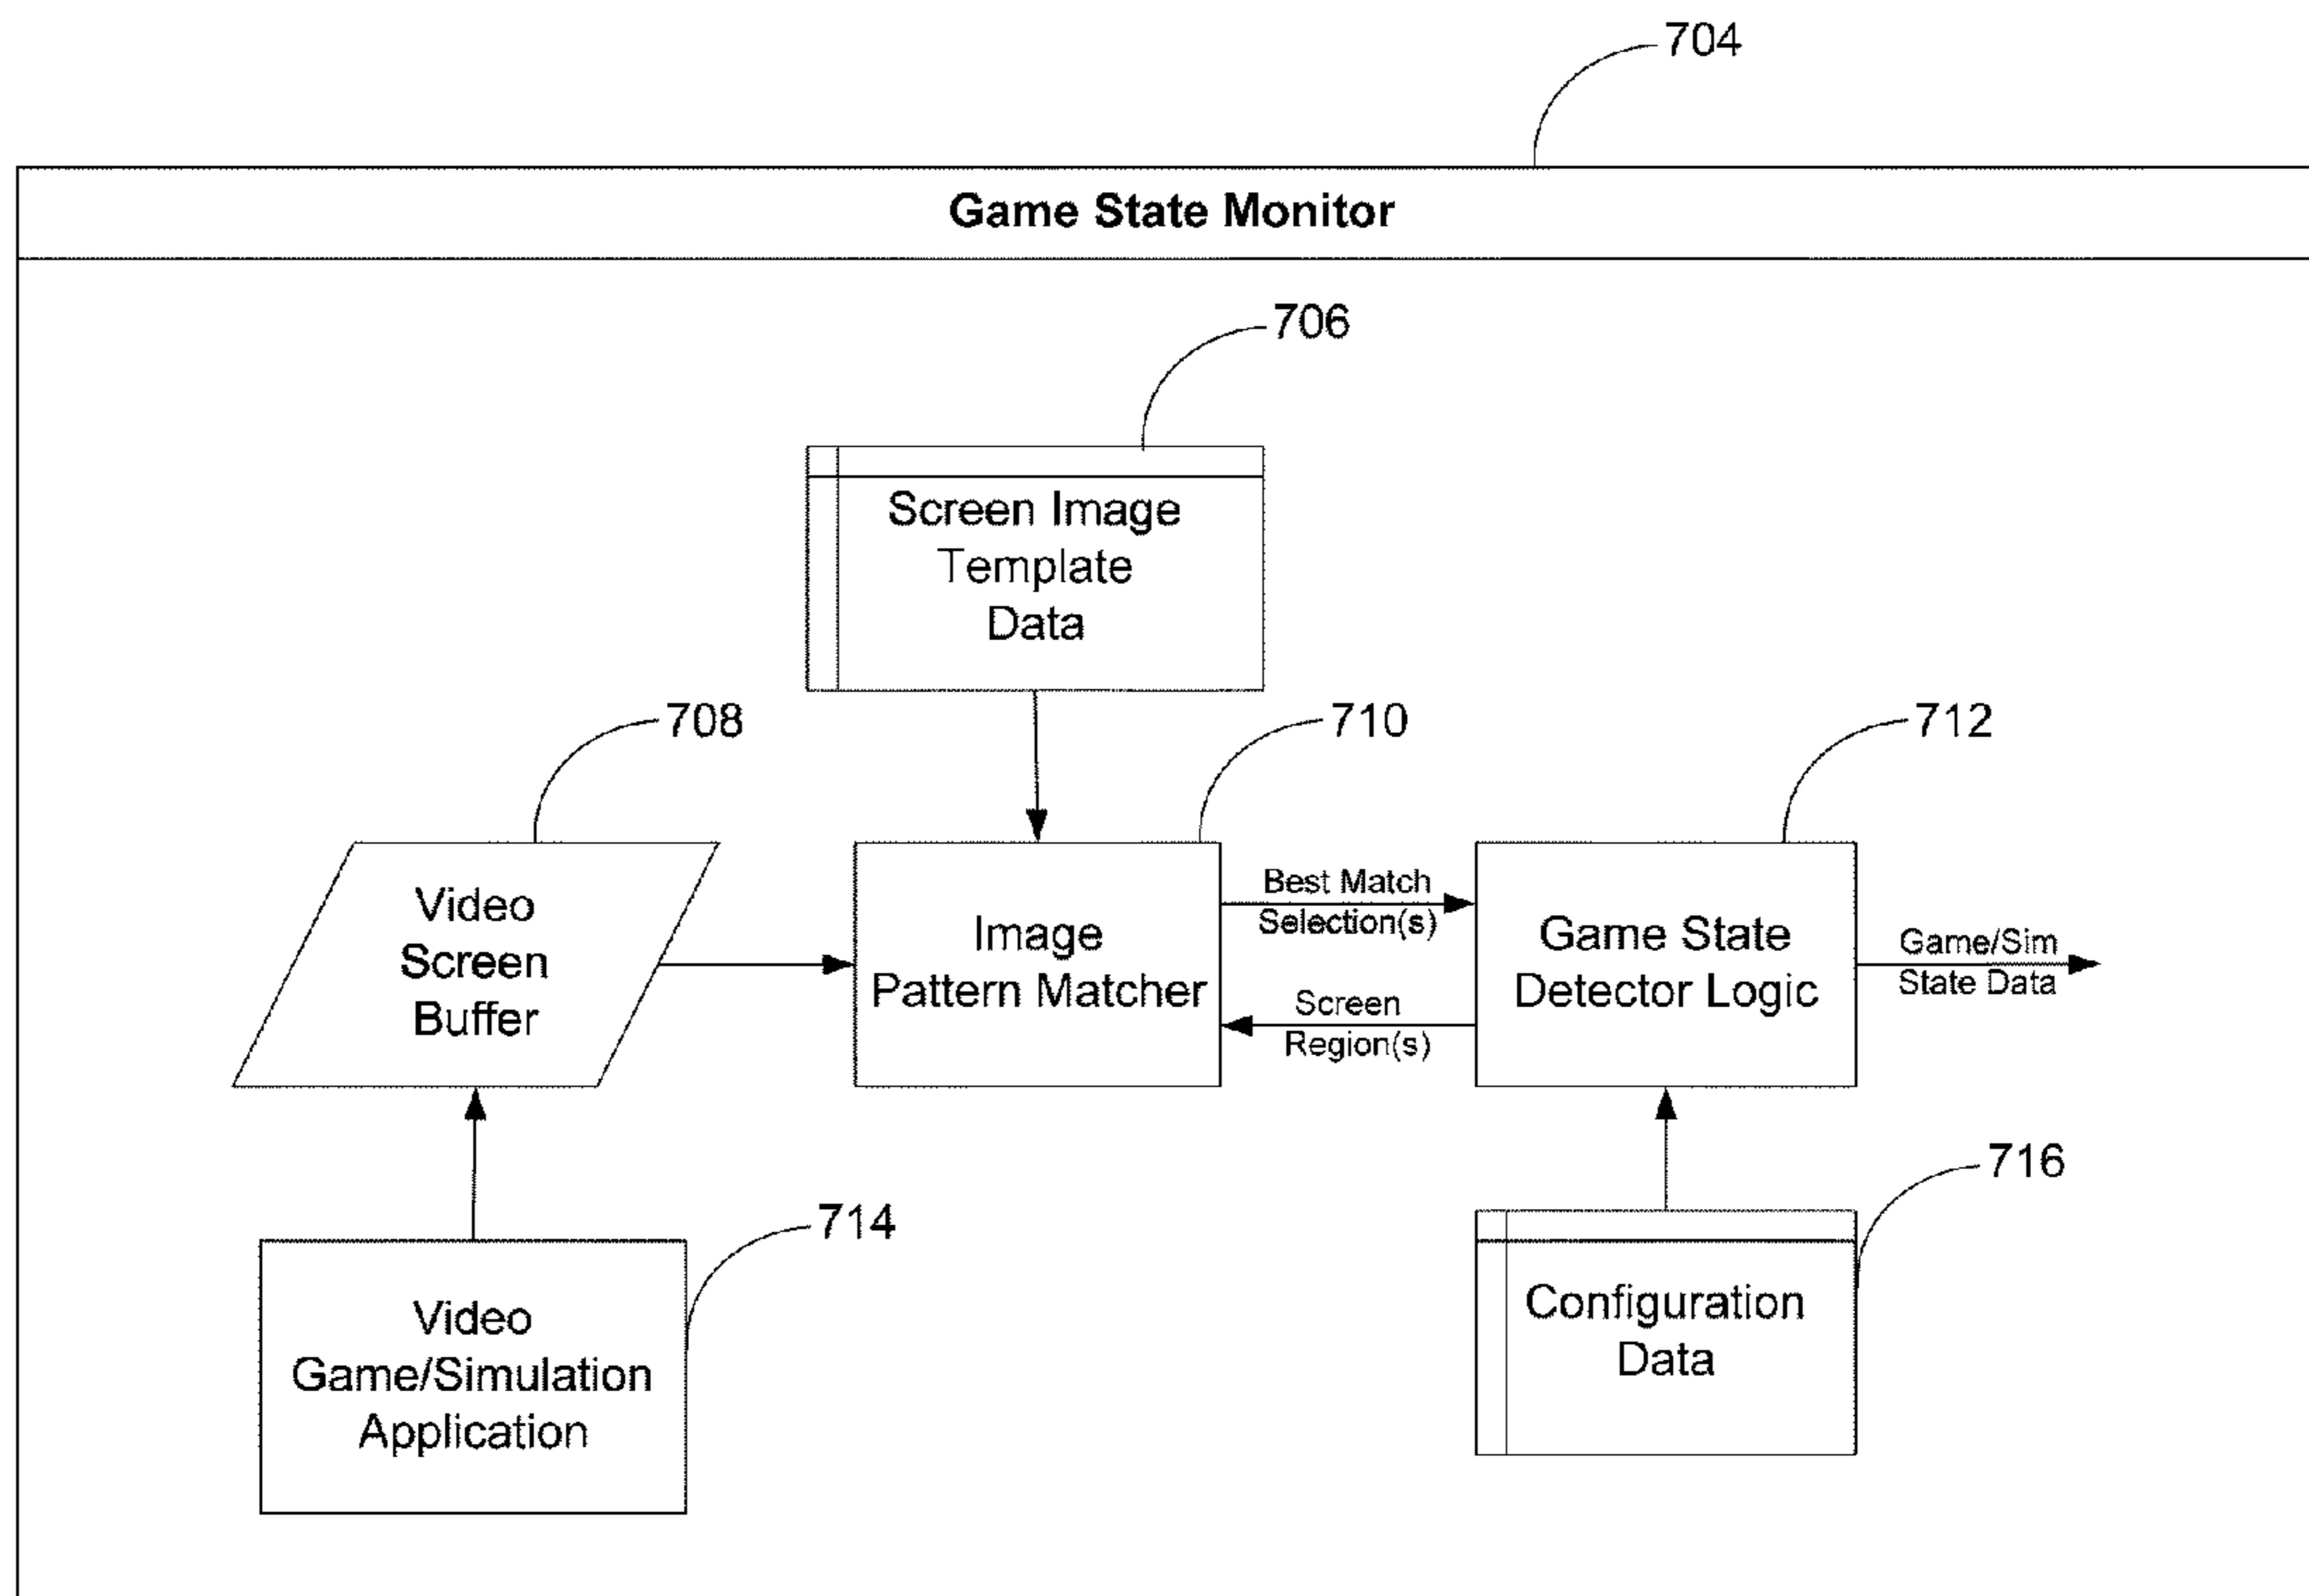 704
Game State Monitor
706
Screen Image
Template
Data
708
710
712
Video
Screen
Buffer
Image
Pattern Matcher
Best Match
Selection(s)
Screen
Region(s)
Game State
Detector Logic
Game/Sim
State Data
714
716
Video
Game/Simulation
Application
Configuration
Data